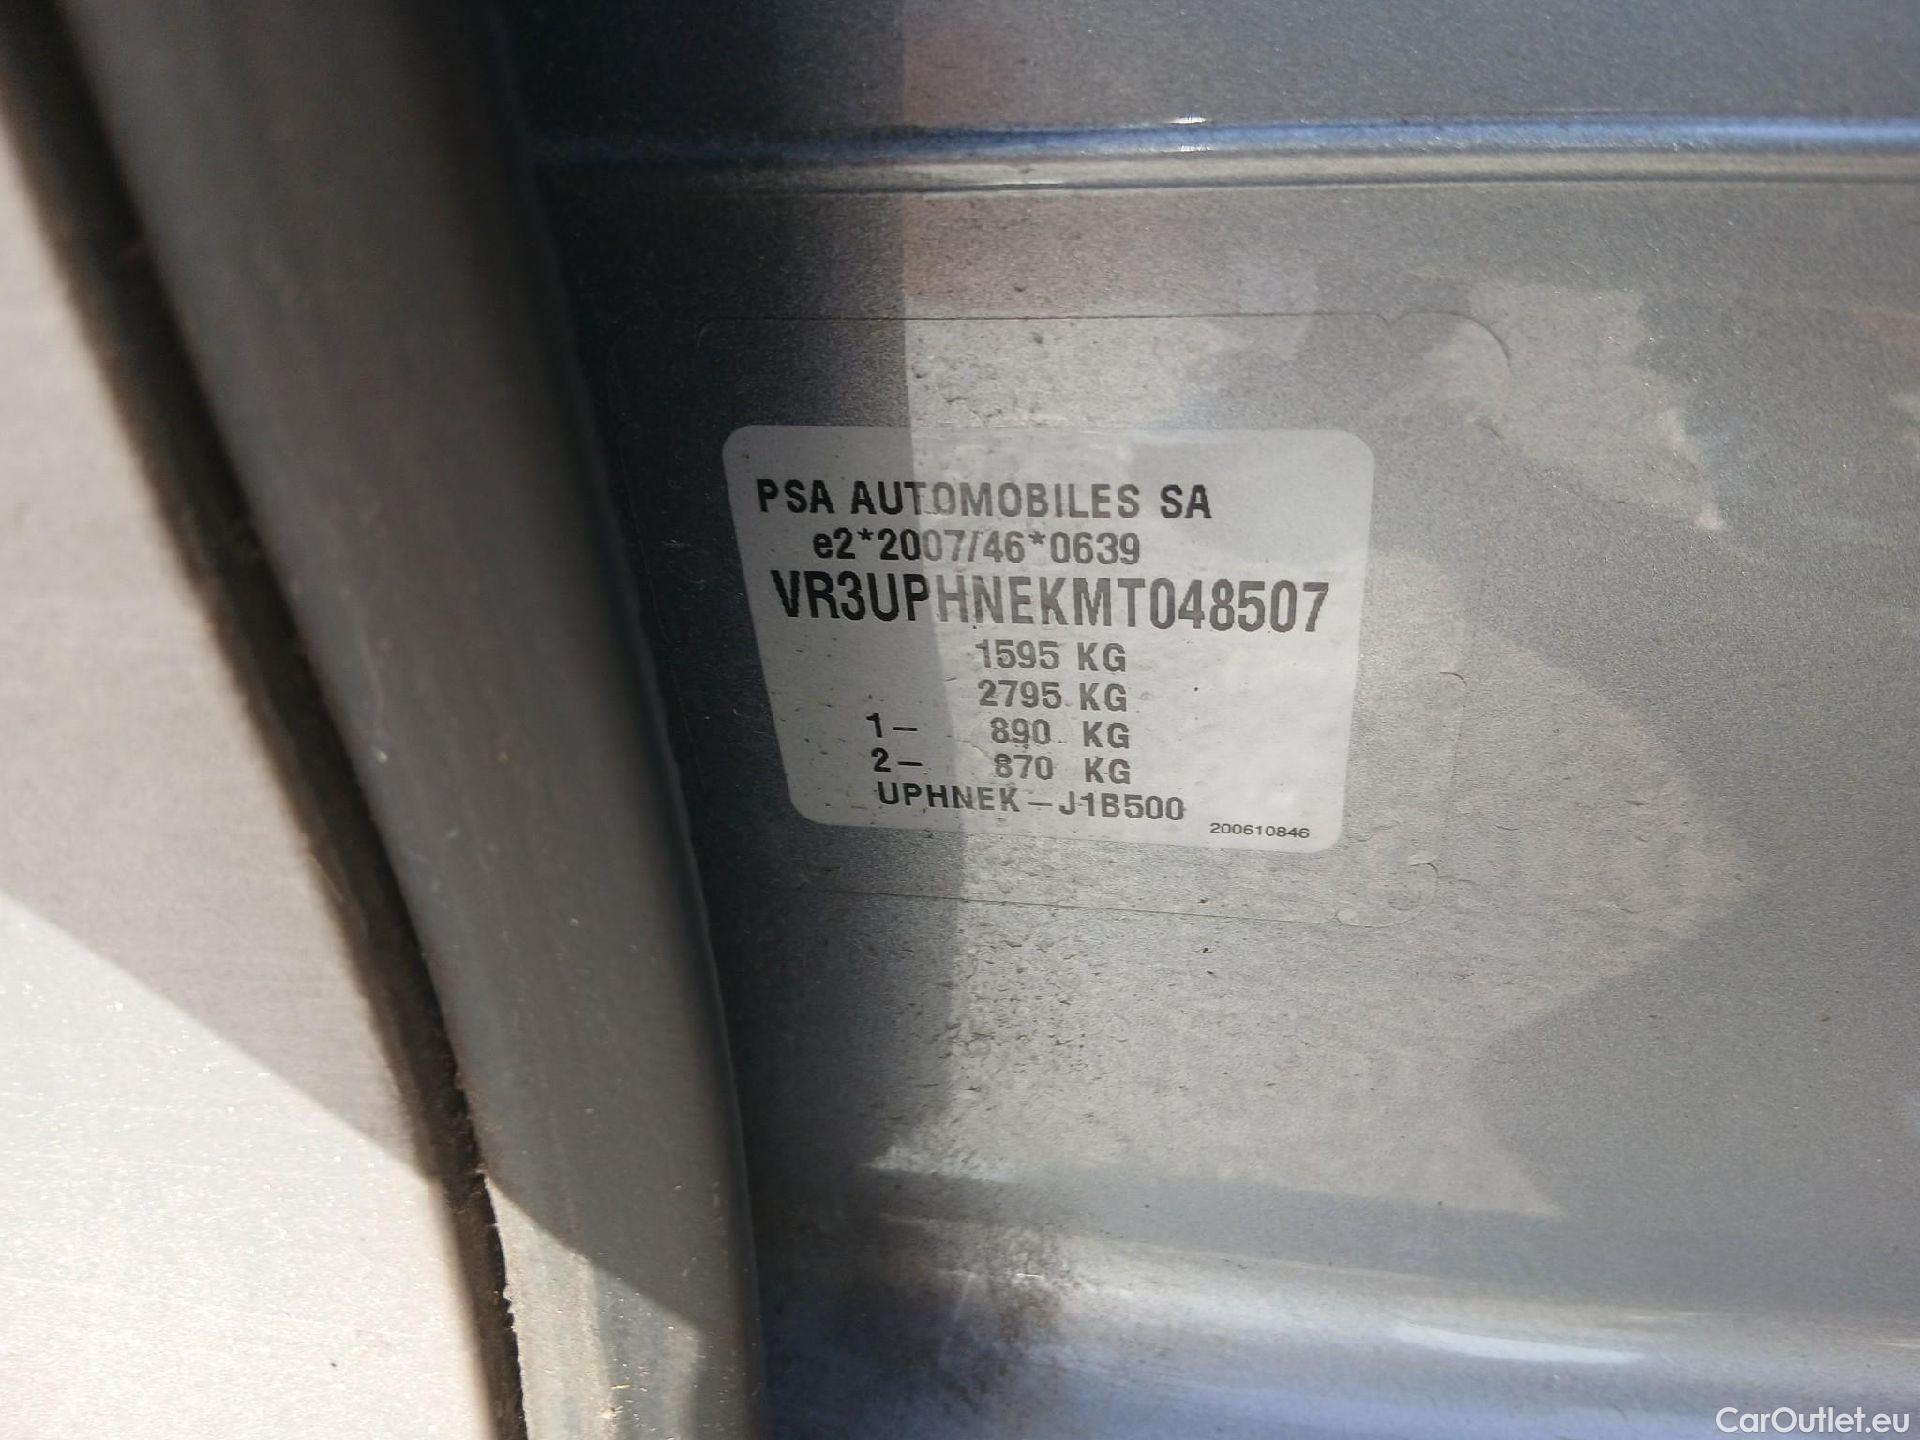 PSA AUTOMOBILES SA
e2*2007/46*0639
VR3UPHNEKMT048507
1595 KG
2795 KG
1- 890 KG
2- 870 KG
UPHNEK-J1B500
200610846
CarOutlet.eu